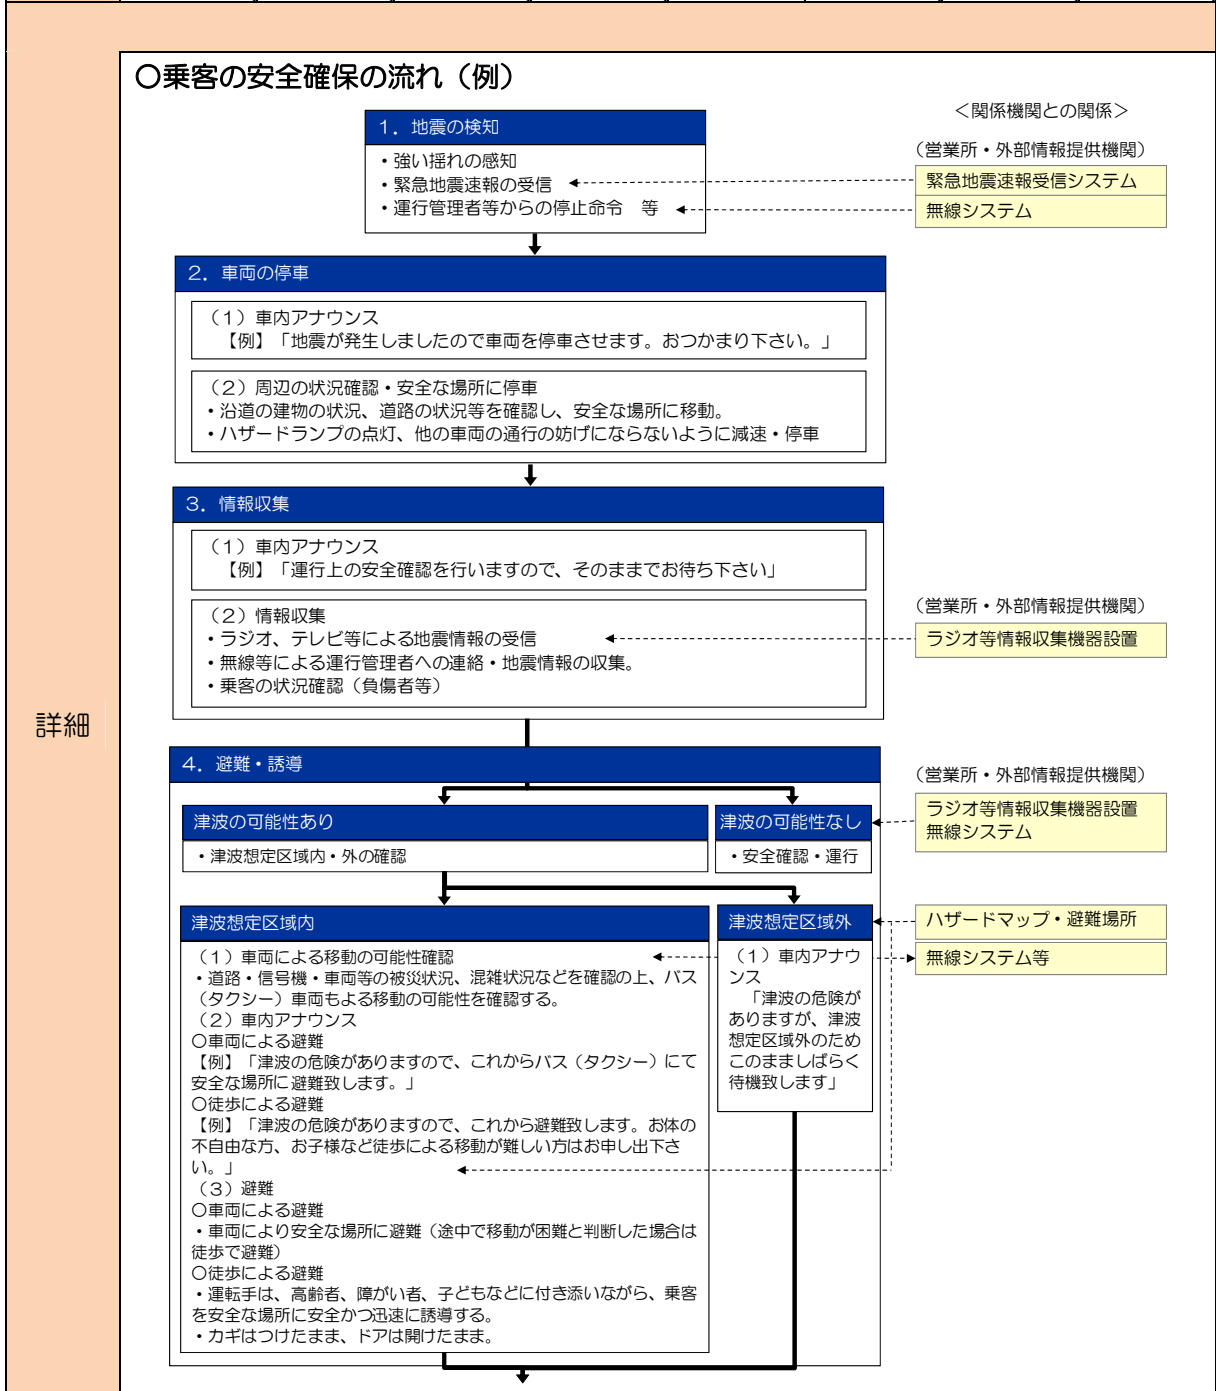 詳細
〇乗客の安全確保の流れ（例）
＜関係機関との関係＞
１．地震の検知
・強い揺れの感知
・緊急地震速報の受信
・運行管理者等からの停止命令　等
（営業所・外部情報提供機関）
緊急地震速報受信システム
無線システム
２．車両の停車
（１）車内アナウンス
【例】「地震が発生しましたので車両を停車させます。おつかまり下さい。」
（２）周辺の状況確認・安全な場所に停車
・沿道の建物の状況、道路の状況等を確認し、安全な場所に移動。
・ハザードランプの点灯、他の車両の通行の妨げにならないように減速・停車
３．情報収集
（１）車内アナウンス
【例】「運行上の安全確認を行いますので、そのままでお待ち下さい」
（２）情報収集
・ラジオ、テレビ等による地震情報の受信
・無線等による運行管理者への連絡・地震情報の収集。
・乗客の状況確認（負傷者等）
（営業所・外部情報提供機関）
ラジオ等情報収集機器設置
４．避難・誘導
（営業所・外部情報提供機関）
ラジオ等情報収集機器設置
無線システム
津波の可能性あり
・津波想定区域内・外の確認
津波の可能性なし
・安全確認・運行
津波想定区域内
（１）車両による移動の可能性確認
・道路・信号機・車両等の被災状況、混雑状況などを確認の上、バス
（タクシー）車両もよる移動の可能性を確認する。
（２）車内アナウンス
〇車両による避難
【例】「津波の危険がありますので、これからバス（タクシー）にて
安全な場所に避難致します。」
〇徒歩による避難
【例】「津波の危険がありますので、これから避難致します。お体の
不自由な方、お子様など徒歩による移動が難しい方はお申し出下さ
い。」
（３）避難
〇車両による避難
・車両により安全な場所に避難（途中で移動が困難と判断した場合は
徒歩で避難）
〇徒歩による避難
・運転手は、高齢者、障がい者、子どもなどに付き添いながら、乗客
を安全な場所に安全かつ迅速に誘導する。
・カギはつけたまま、ドアは開けたまま。
津波想定区域外
（１）車内アナウ
ンス
「津波の危険が
ありますが、津波
想定区域外のため
このまましばらく
待機致します」
ハザードマップ・避難場所
無線システム等